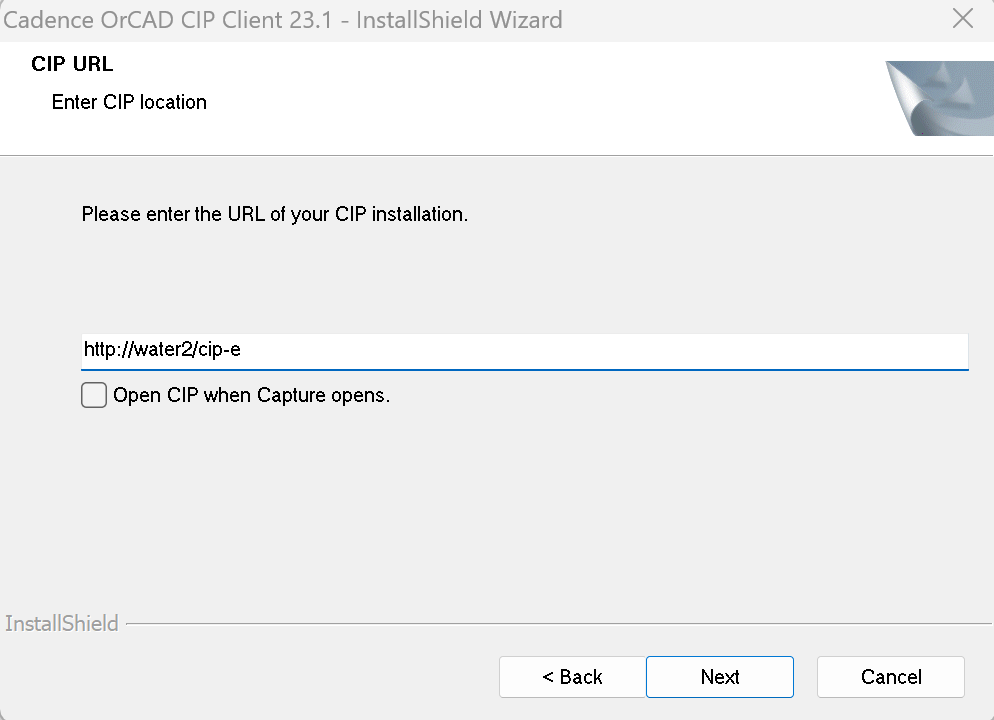 Cadence OrCAD CIP Client 23.1 - InstallShield Wizard
CIP URL
Enter CIP location
Please enter the URL of your CIP installation.
http://water2/cip-e
Open CIP when Capture opens.
InstallShield
< Back
Next
Cancel